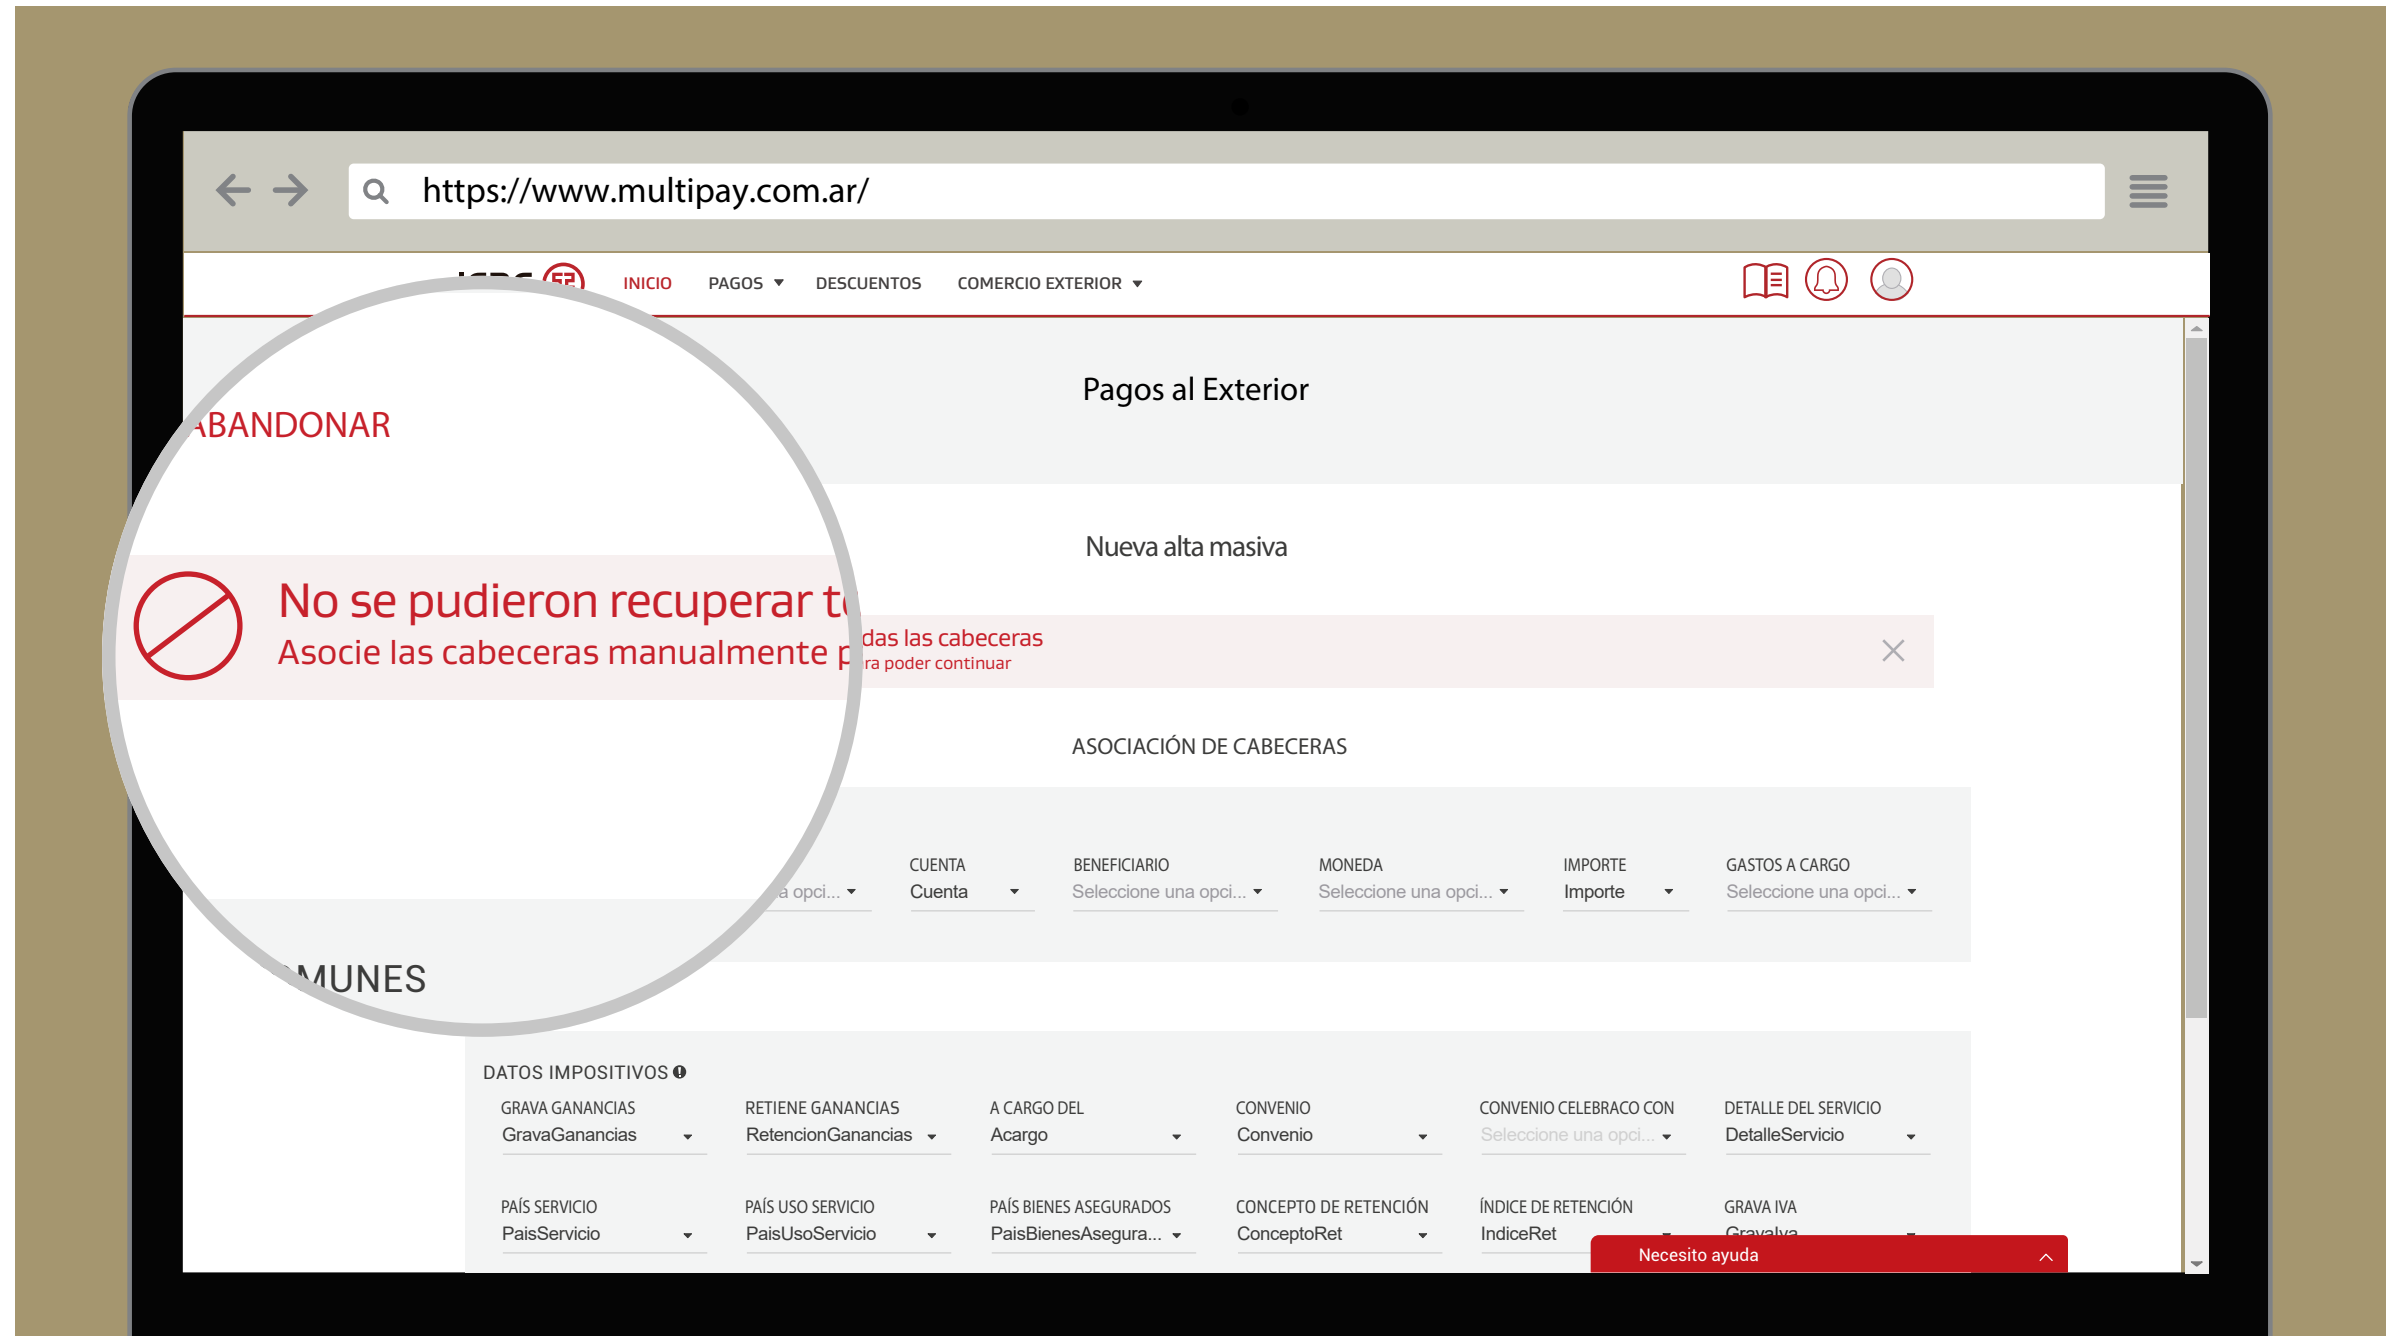 https://www.multipay.com.ar/
INICIO PAGOS DESCUENTOS COMERCIO EXTERIOR
Pagos al Exterior
ABANDONAR
Nueva alta masiva
No se pudieron recuperar todas las cabeceras
Asocie las cabeceras manualmente para poder continuar
ASOCIACIÓN DE CABECERAS
CUENTA BENEFICIARIO MONEDA IMPORTE GASTOS A CARGO
opci... Cuenta Seleccione una opci... Seleccione una opci... Importe Seleccione una opci...
DATOS IMPOSITIVOS
GRAVA GANANCIAS RETIENE GANANCIAS A CARGO DEL CONVENIO CONVENIO CELEBRACO CON DETALLE DEL SERVICIO
GravaGanancias RetencionGanancias Acargo Convenio Seleccione una opci... DetalleServicio
PAÍS SERVICIO PAÍS USO SERVICIO PAÍS BIENES ASEGURADOS CONCEPTO DE RETENCIÓN ÍNDICE DE RETENCIÓN GRAVA IVA
PaisServicio PaisUsoServicio PaisBienesAsegura... ConceptoRet IndiceRet GravaIva
Necesito ayuda